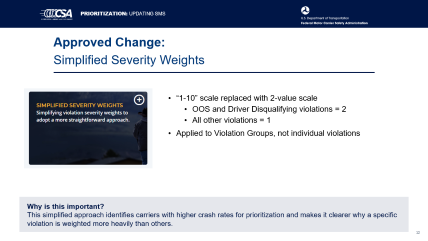 CSA
PRIORITIZATION: UPDATING SMS
U.S. Department of Transportation
Federal Motor Carrier Safety Administration
Approved Change:
Simplified Severity Weights
SIMPLIFIED SEVERITY WEIGHTS
Simplifying violation severity weights to
adopt a more straightforward approach.
• "1-10" scale replaced with 2-value scale
• OOS and Driver Disqualifying violations = 2
• All other violations = 1
• Applied to Violation Groups, not individual violations
Why is this important?
This simplified approach identifies carriers with higher crash rates for prioritization and makes it clearer why a specific
violation is weighted more heavily than others.